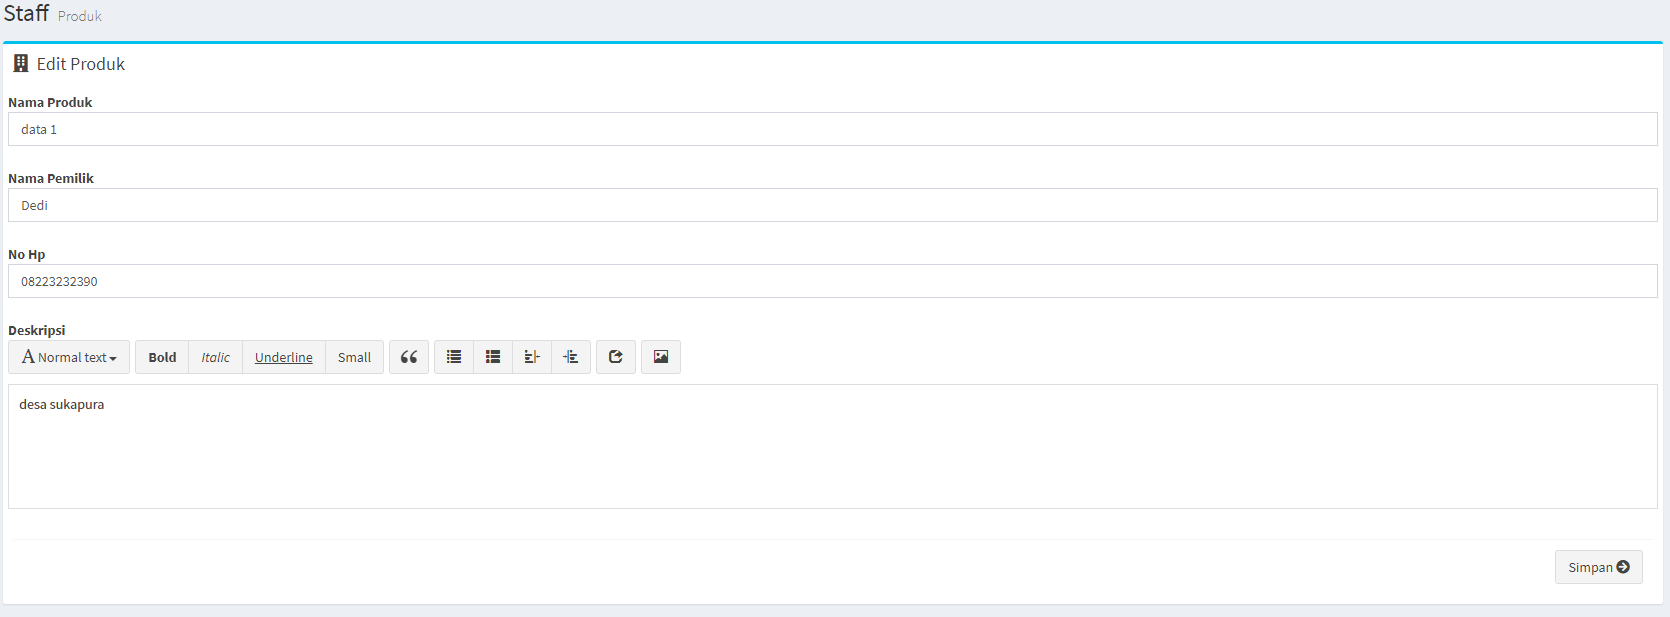 Staff Produk
Edit Produk
Nama Produk
data 1
Nama Pemilik
Dedi
No Hp
08223232390
Deskripsi
A Normal text Bold Italic Underline Small
desa sukapura
Simpan